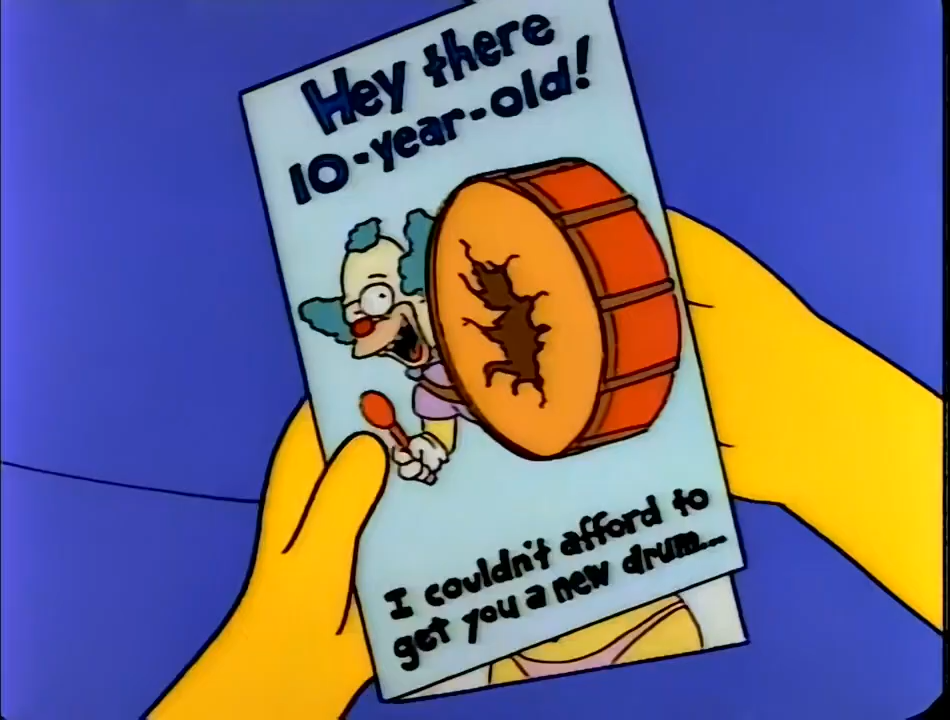 Hey there
10-year-old!
I couldn't afford to
get you a new drum...